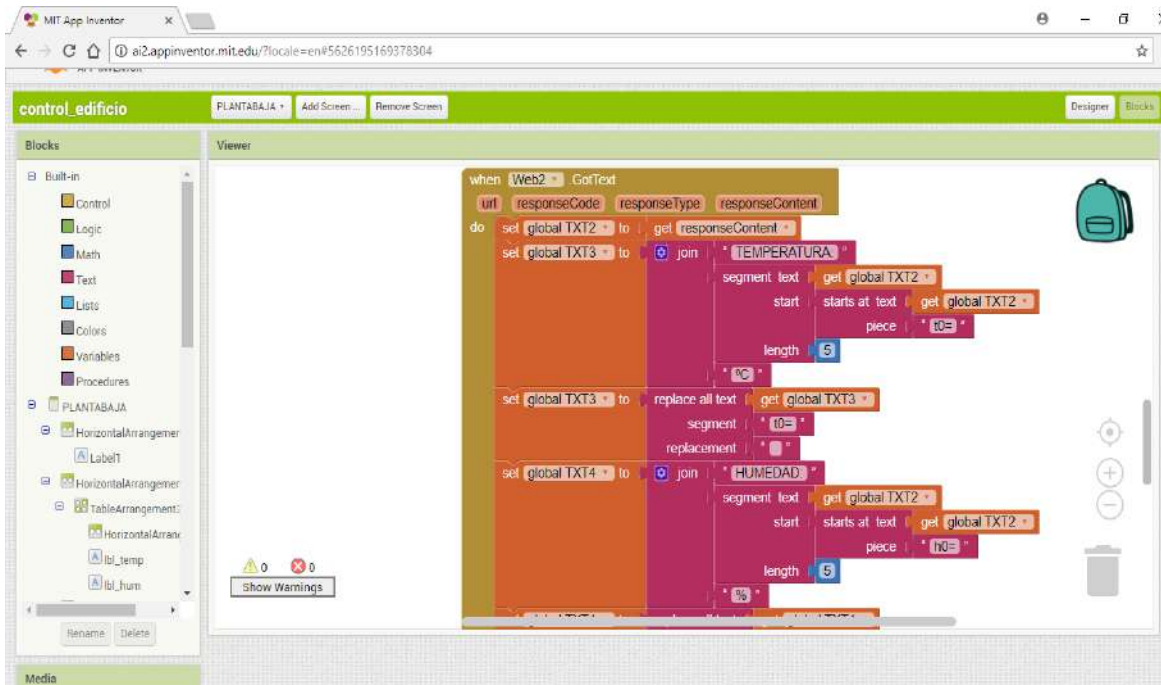 MIT App Inventor
ai2.appinventor.mit.edu/?locale=en#5626195169378304
control_edificio
PLANTABAJA
Add Screen ...
Remove Screen
Designer
Blocks
Blocks
Viewer
Built-in
Control
Logic
Math
Text
Lists
Colors
Variables
Procedures
PLANTABAJA
HorizontalArrangemer
Label1
HorizontalArrangemer
TableArrangement
HorizontalArrane
lbl_temp
lbl_hum
Rename
Delete
Media
when Web2 .GotText
url responseCode responseType responseContent
do set global TXT2 to get responseContent
set global TXT3 to join " TEMPERATURA: "
segment text get global TXT2
start starts at text get global TXT2
piece " t0= "
length 5
" ºC "
set global TXT3 to replace all text get global TXT3
segment " t0= "
replacement " "
set global TXT4 to join " HUMEDAD: "
segment text get global TXT2
start starts at text get global TXT2
piece " h0= "
length 5
" % "
0 0
Show Warnings